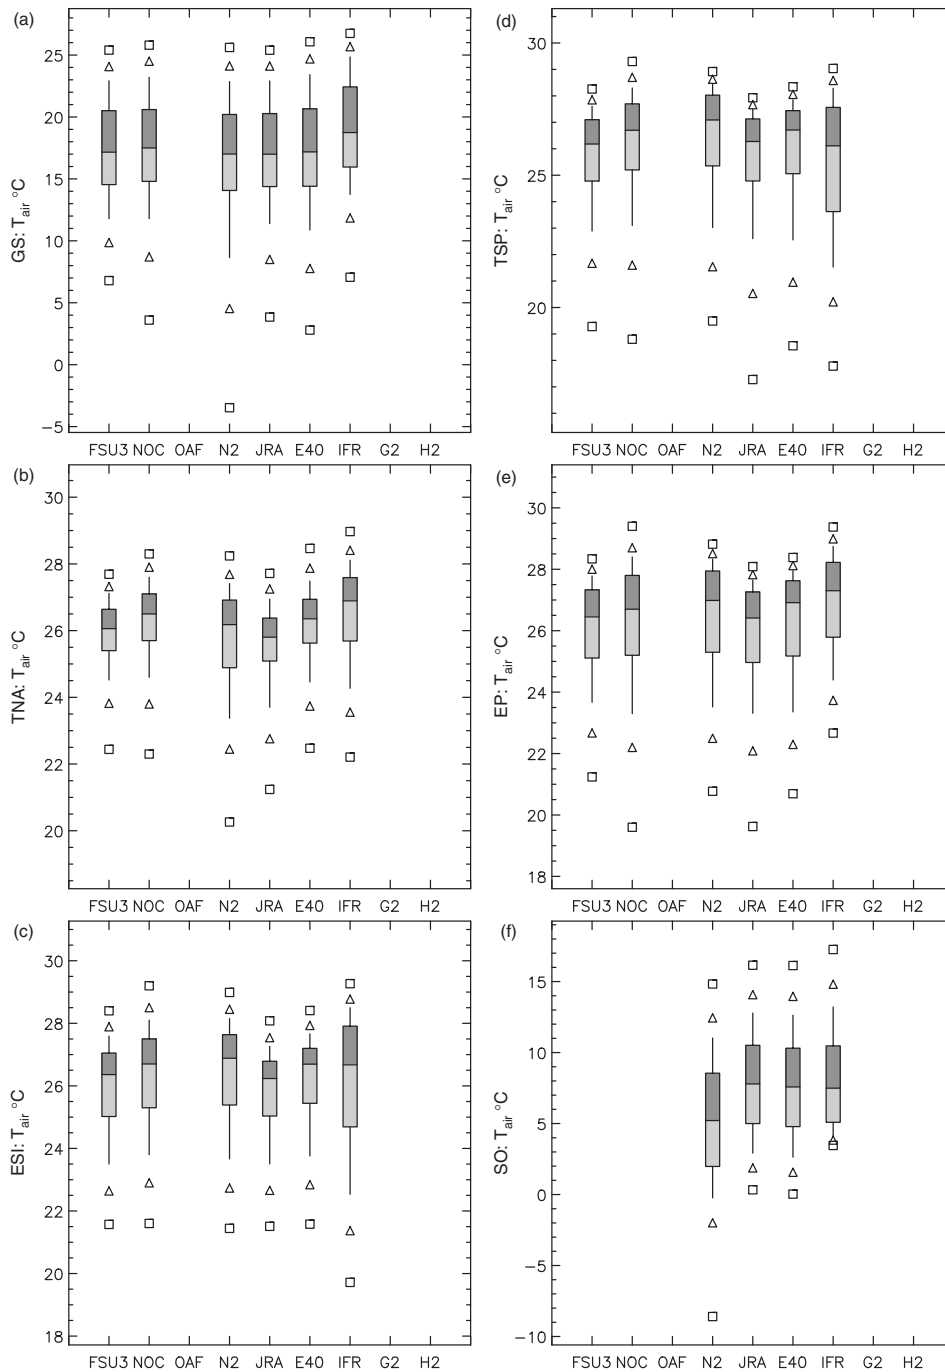 (a)
GS: Tair °C
25
20
15
10
5
0
−5
FSU3 NOC OAF N2 JRA E40 IFR G2 H2
(b)
TNA: Tair °C
30
28
26
24
22
20
FSU3 NOC OAF N2 JRA E40 IFR G2 H2
(c)
ESI: Tair °C
30
28
26
24
22
20
18
FSU3 NOC OAF N2 JRA E40 IFR G2 H2
(d)
TSP: Tair °C
30
25
20
FSU3 NOC OAF N2 JRA E40 IFR G2 H2
(e)
EP: Tair °C
30
28
26
24
22
20
18
FSU3 NOC OAF N2 JRA E40 IFR G2 H2
(f)
SO: Tair °C
15
10
5
0
−5
−10
FSU3 NOC OAF N2 JRA E40 IFR G2 H2